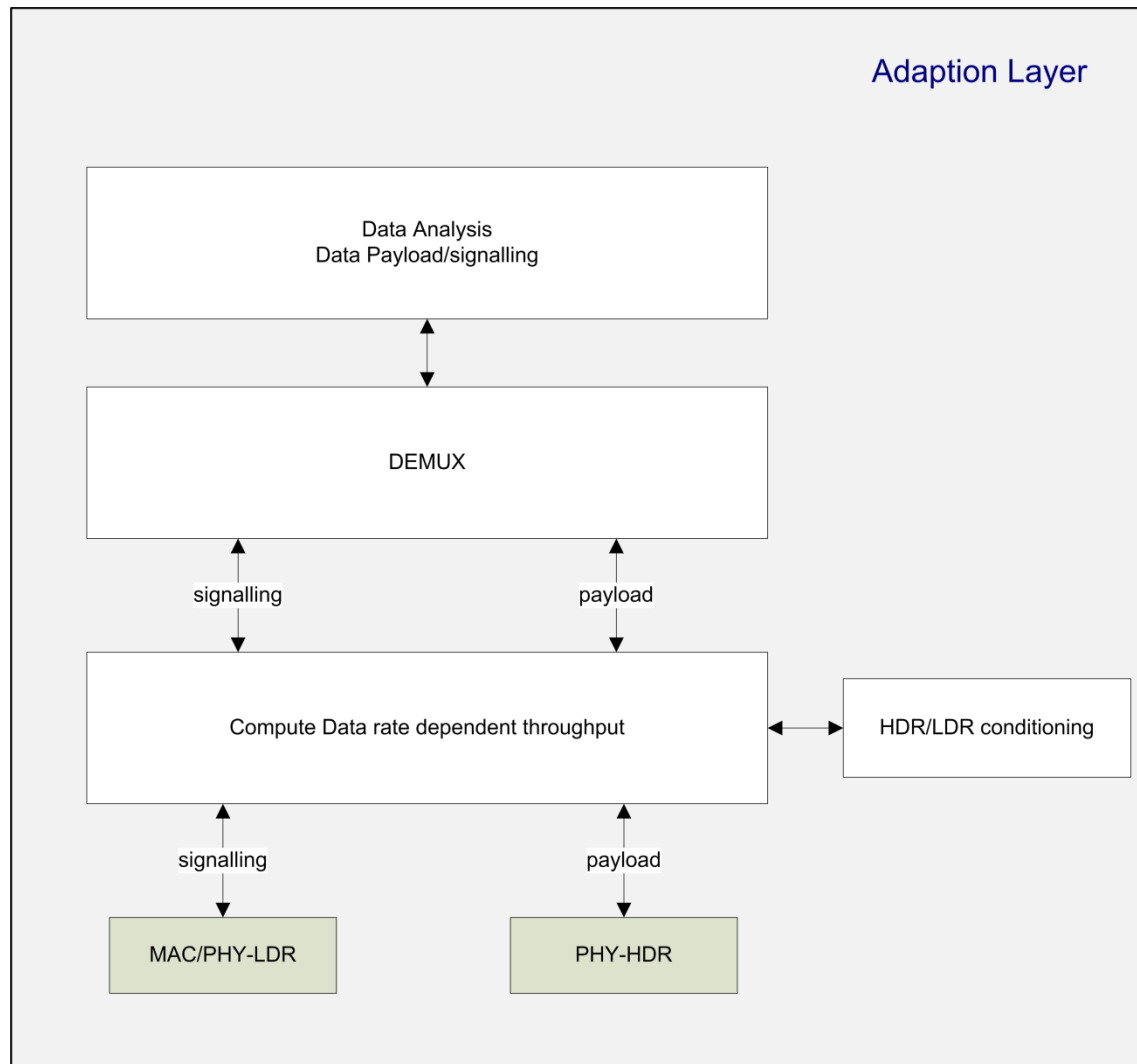 Adaption Layer
Data Analysis
Data Payload/signalling
DEMUX
signalling
payload
Compute Data rate dependent throughput
HDR/LDR conditioning
signalling
payload
MAC/PHY-LDR
PHY-HDR